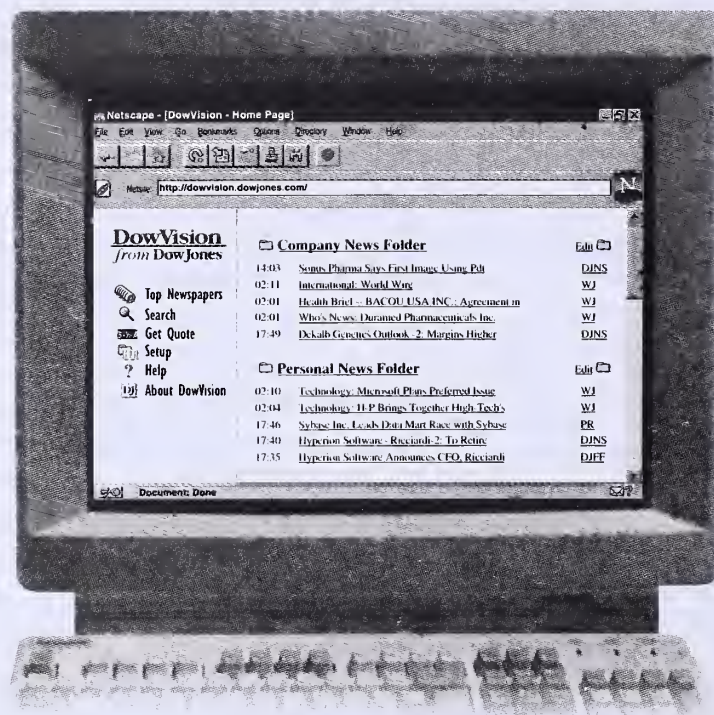 Netscape - [DowVision - Home Page]
File Edit View Go Bookmarks Options Directory Window Help
Netsite: http://dowvision.dowjones.com/
N
DowVision
from DowJones
Top Newspapers
Search
Get Quote
Setup
? Help
DJ About DowVision
Company News Folder Edit
14:03 Sonus Pharma Says First Image Using Pdt DJNS
02:11 International: World Wire WJ
02:01 Health Brief -- BACOU USA INC.: Agreement in WJ
02:01 Who's News: Duramed Pharmaceuticals Inc. WJ
17:49 Dekalb Genetics Outlook -2: Margins Higher DJNS
Personal News Folder Edit
02:10 Technology: Microsoft Plans Preferred Issue WJ
02:04 Technology: H-P Brings Together High-Tech's WJ
17:46 Sybase Inc. Leads Data Mart Race with Sybase PR
17:40 Hyperion Software - Ricciardi-2: To Retire DJNS
17:35 Hyperion Software Announces CFO, Ricciardi DJFF
Document: Done
?